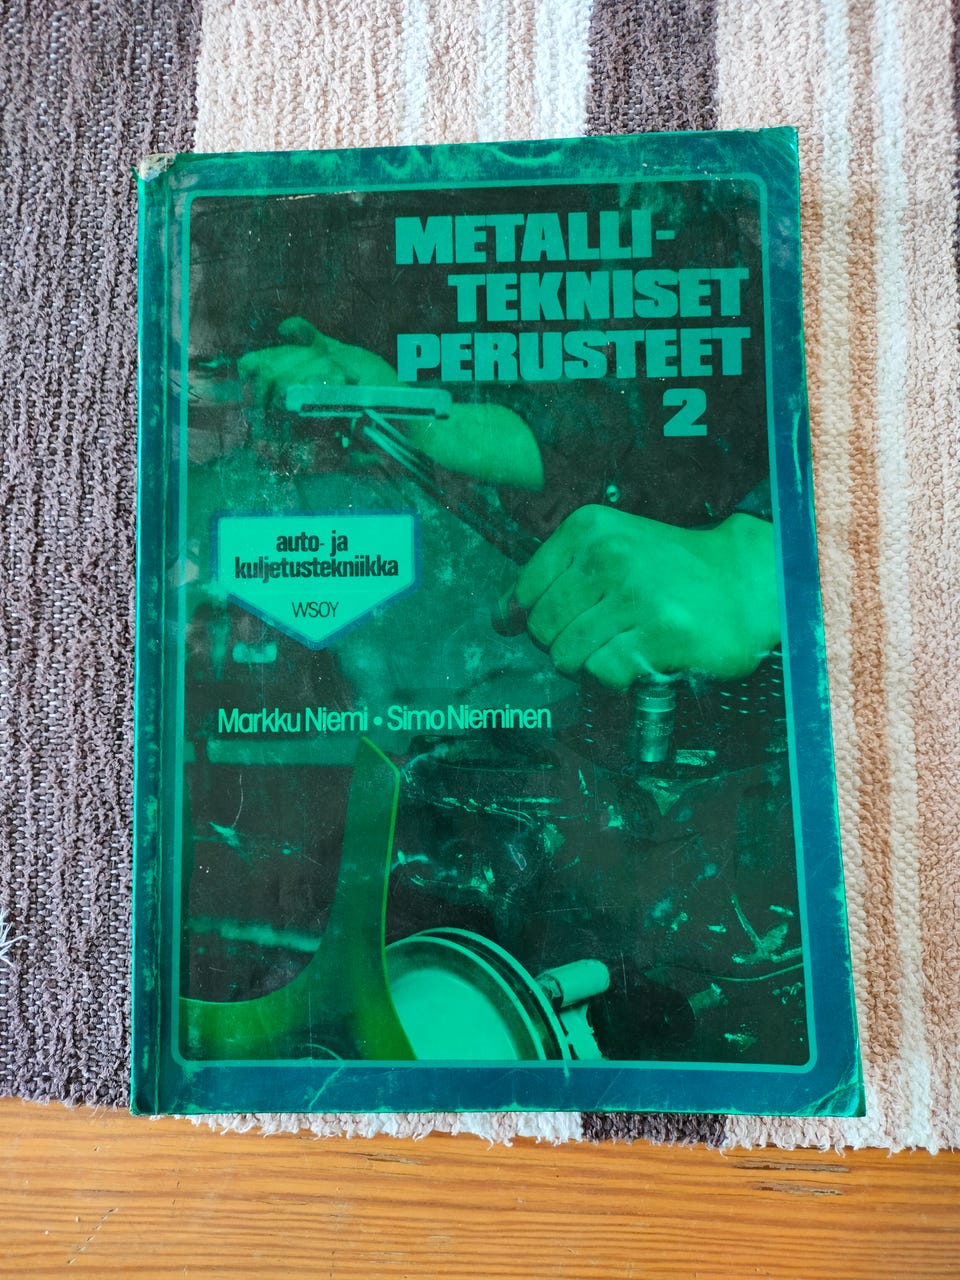 METALLI-
TEKNISET
PERUSTEET
2
auto- ja
kuljetustekniikka
WSOY
Markku Niemi • Simo Nieminen